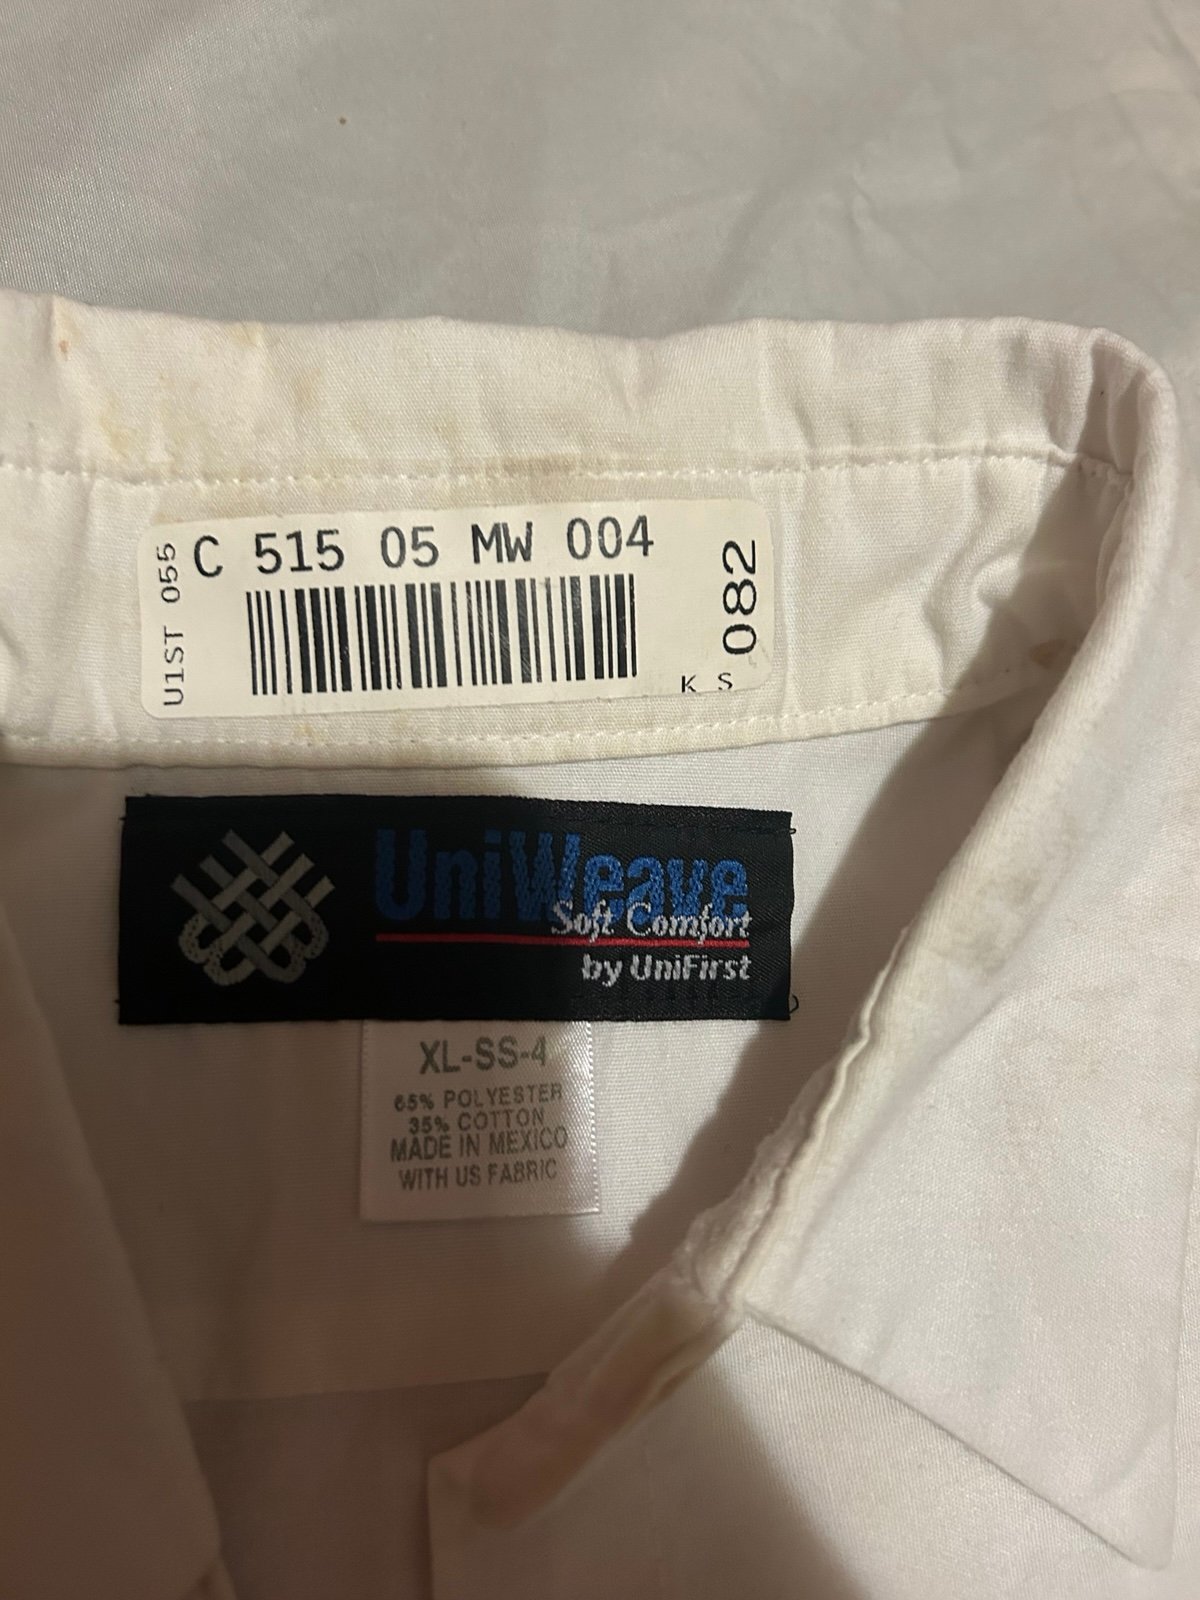 U1ST 055
C 515 05 MW 004
082
K S
UniWeave
Soft Comfort
by UniFirst
XL-SS-4
65% POLYESTER
35% COTTON
MADE IN MEXICO
WITH US FABRIC